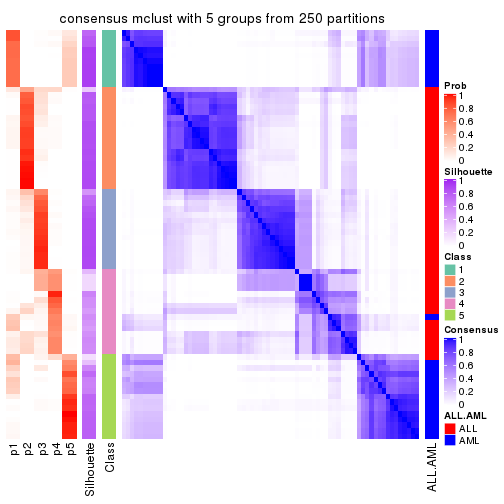 consensus mclust with 5 groups from 250 partitions
Prob
1
0.8
0.6
0.4
0.2
0
Silhouette
1
0.8
0.6
0.4
0.2
0
Class
1
2
3
4
5
Consensus
1
0.8
0.6
0.4
0.2
0
ALL.AML
ALL
AML
p1
p2
p3
p4
p5
Silhouette
Class
ALL.AML